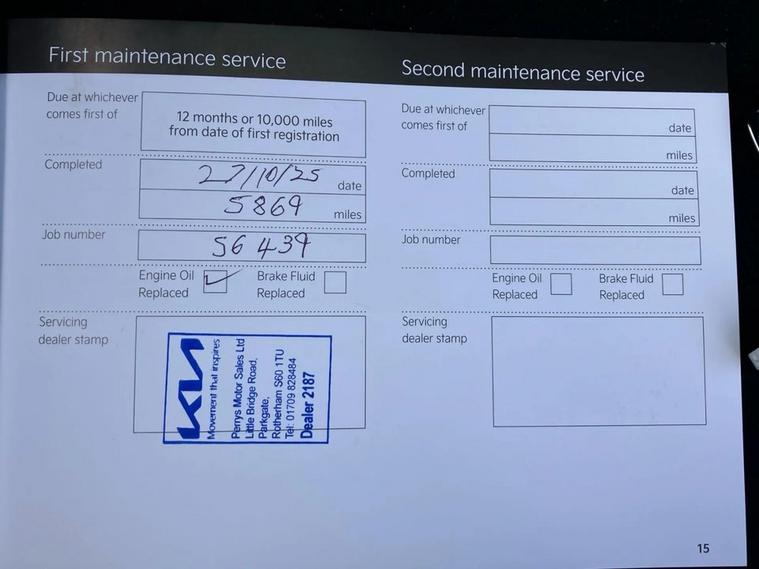 First maintenance service
Due at whichever
comes first of
12 months or 10,000 miles
from date of first registration
Completed
27/10/25 date
5869 miles
Job number
56439
Engine Oil
Replaced
Brake Fluid
Replaced
Servicing
dealer stamp
KIA
Movement that inspires
Perrys Motor Sales Ltd
Little Bridge Road,
Parkgate,
Rotherham S60 1TU
Tel: 01709 828484
Dealer 2187
Second maintenance service
Due at whichever
comes first of
date
miles
Completed
date
miles
Job number
Engine Oil
Replaced
Brake Fluid
Replaced
Servicing
dealer stamp
15